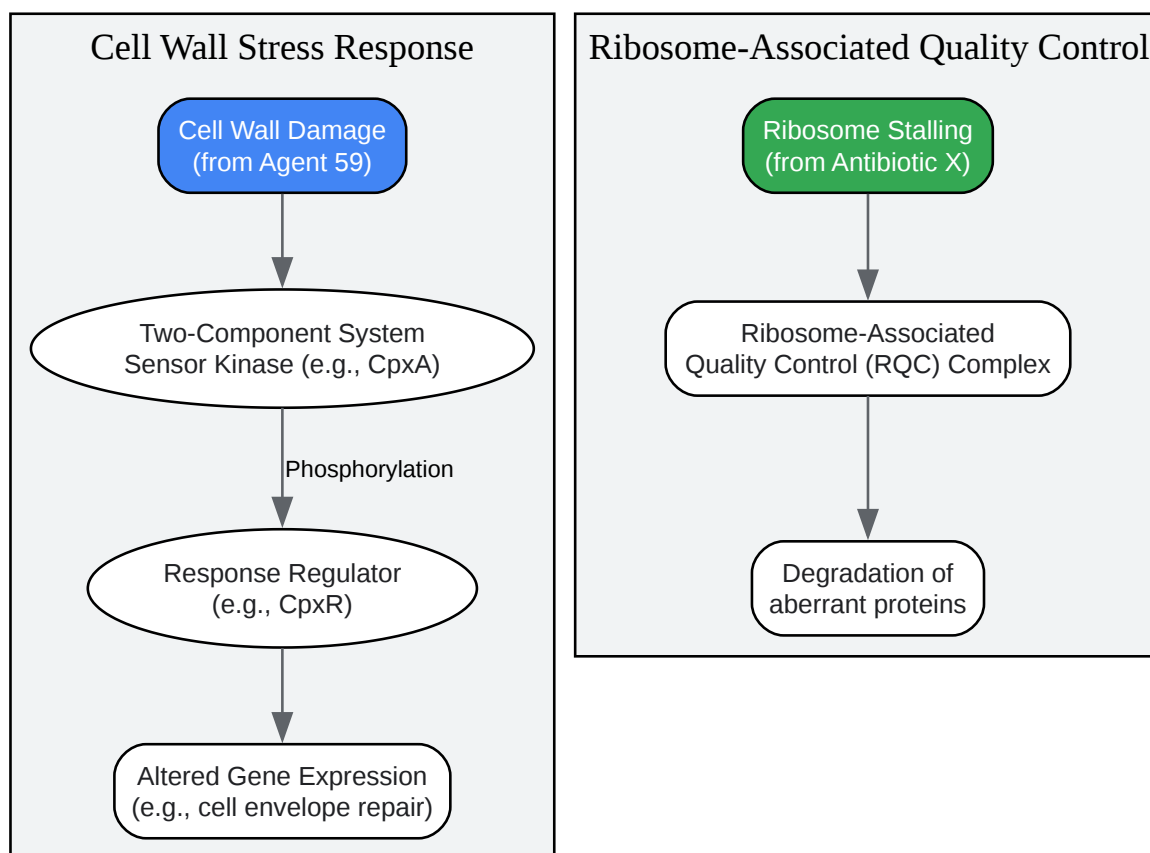 Cell Wall Stress Response
Cell Wall Damage
(from Agent 59)
Two-Component System
Sensor Kinase (e.g., CpxA)
Phosphorylation
Response Regulator
(e.g., CpxR)
Altered Gene Expression
(e.g., cell envelope repair)
Ribosome-Associated Quality Control
Ribosome Stalling
(from Antibiotic X)
Ribosome-Associated
Quality Control (RQC) Complex
Degradation of
aberrant proteins